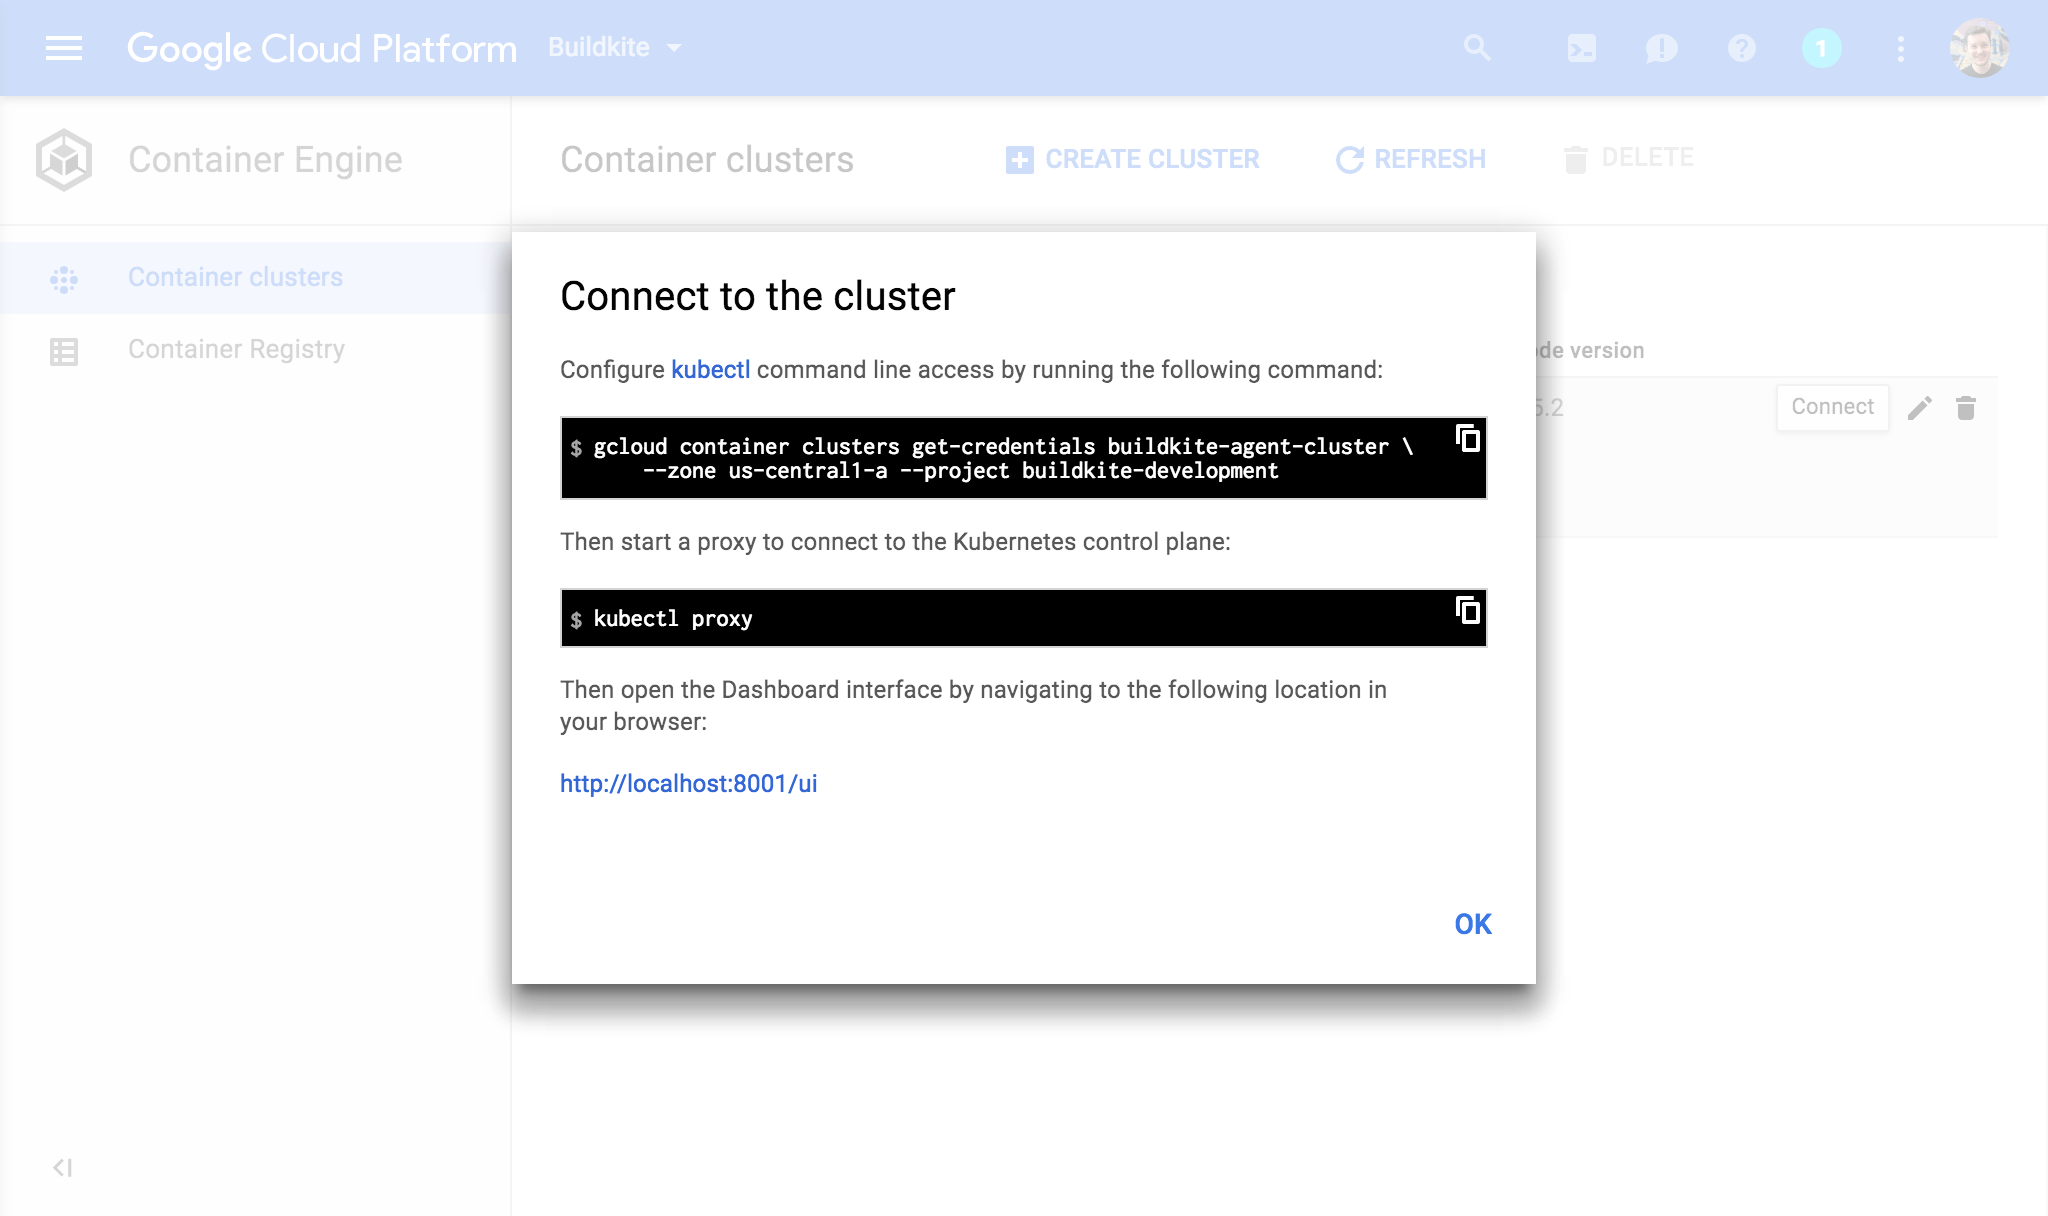 Google Cloud Platform Buildkite
1
Container Engine
Container clusters
CREATE CLUSTER
REFRESH
DELETE
Container clusters
Container Registry
Connect to the cluster
Configure kubectl command line access by running the following command:
$ gcloud container clusters get-credentials buildkite-agent-cluster \
--zone us-central1-a --project buildkite-development
Then start a proxy to connect to the Kubernetes control plane:
$ kubectl proxy
Then open the Dashboard interface by navigating to the following location in
your browser:
http://localhost:8001/ui
OK
version
5.2
Connect